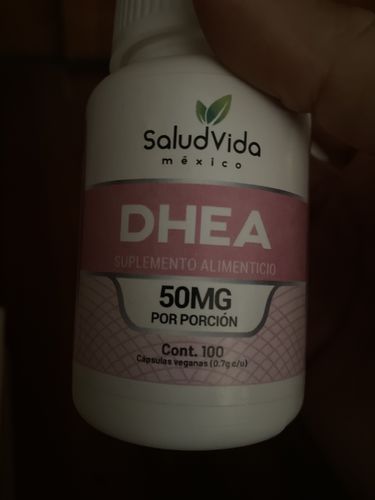 SaludVida
méxico
DHEA
SUPLEMENTO ALIMENTICIO
50MG
POR PORCIÓN
Cont. 100
Cápsulas veganas (0.7g c/u)